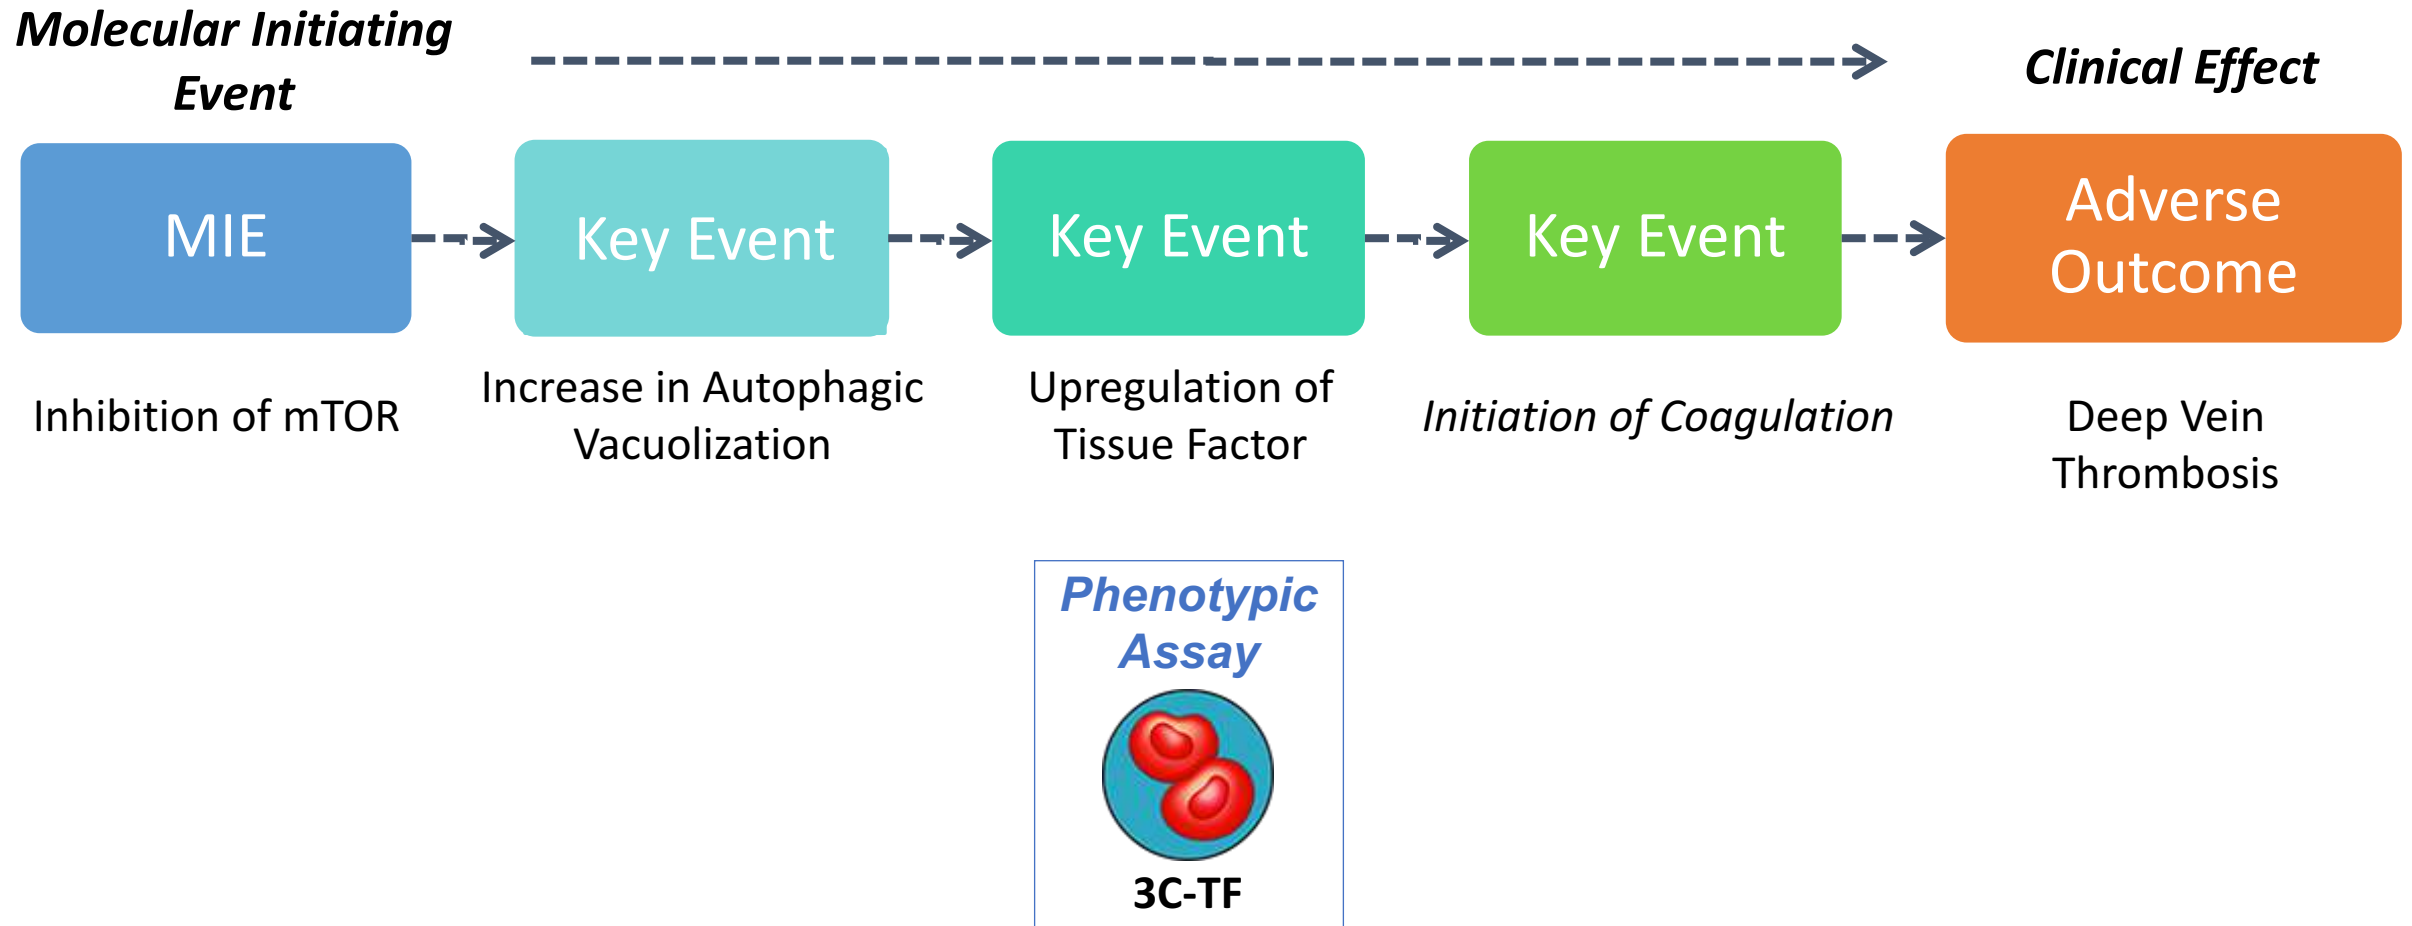 Molecular Initiating
Event
Clinical Effect
MIE
Key Event
Key Event
Key Event
Adverse
Outcome
Inhibition of mTOR
Increase in Autophagic
Vacuolization
Upregulation of
Tissue Factor
Initiation of Coagulation
Deep Vein
Thrombosis
Phenotypic
Assay
3C-TF